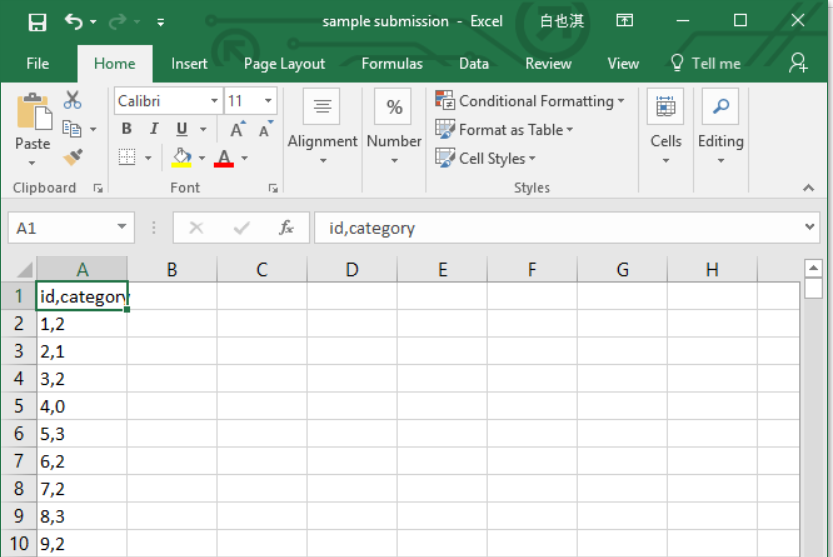 sample submission - Excel 白也淇
File Home Insert Page Layout Formulas Data Review View Tell me
Calibri 11 % Conditional Formatting
B I U A A Format as Table
Paste Alignment Number Cells Editing
A Cell Styles
Clipboard Font Styles
A1 fx id,category
A B C D E F G H
1 id,category
2 1,2
3 2,1
4 3,2
5 4,0
6 5,3
7 6,2
8 7,2
9 8,3
10 9,2